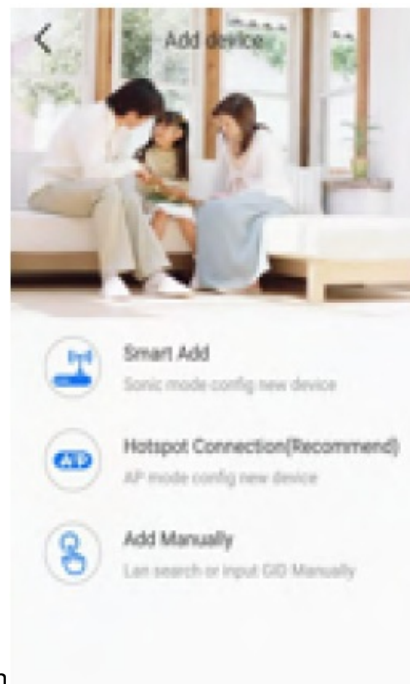 Add device
Smart Add
Sonic mode config new device
AP
Hotspot Connection(Recommend)
AP mode config new device
Add Manually
Lan search or input GID Manually